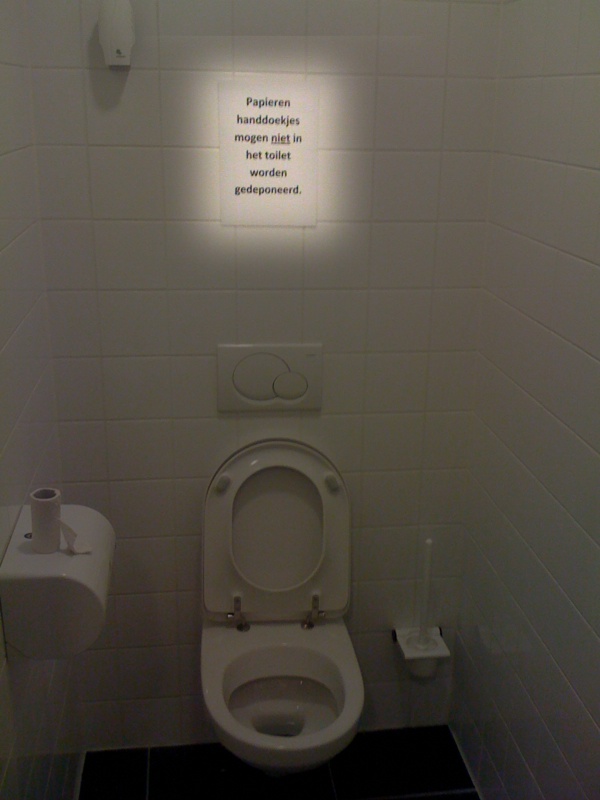 Papieren
handdoekjes
mogen niet in
het toilet
worden
gedeponeerd.